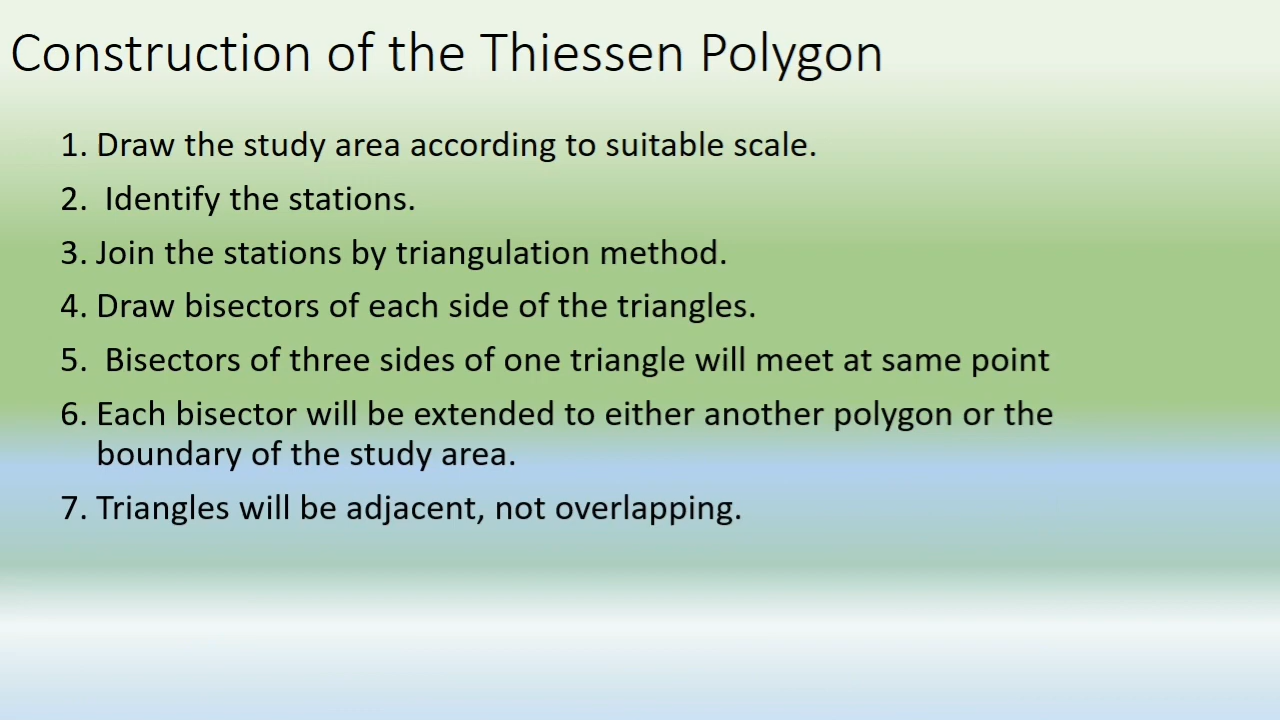 Construction of the Thiessen Polygon
1. Draw the study area according to suitable scale.
2. Identify the stations.
3. Join the stations by triangulation method.
4. Draw bisectors of each side of the triangles.
5. Bisectors of three sides of one triangle will meet at same point
6. Each bisector will be extended to either another polygon or the
boundary of the study area.
7. Triangles will be adjacent, not overlapping.